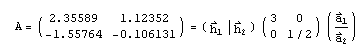 A = ( 2.35589 1.12352 
-1.55764 -0.106131 ) = ( h⃗₁ | h⃗₂ ) ( 3 0 
0 1/2 ) ( a⃗₁ 
a⃗₂ )